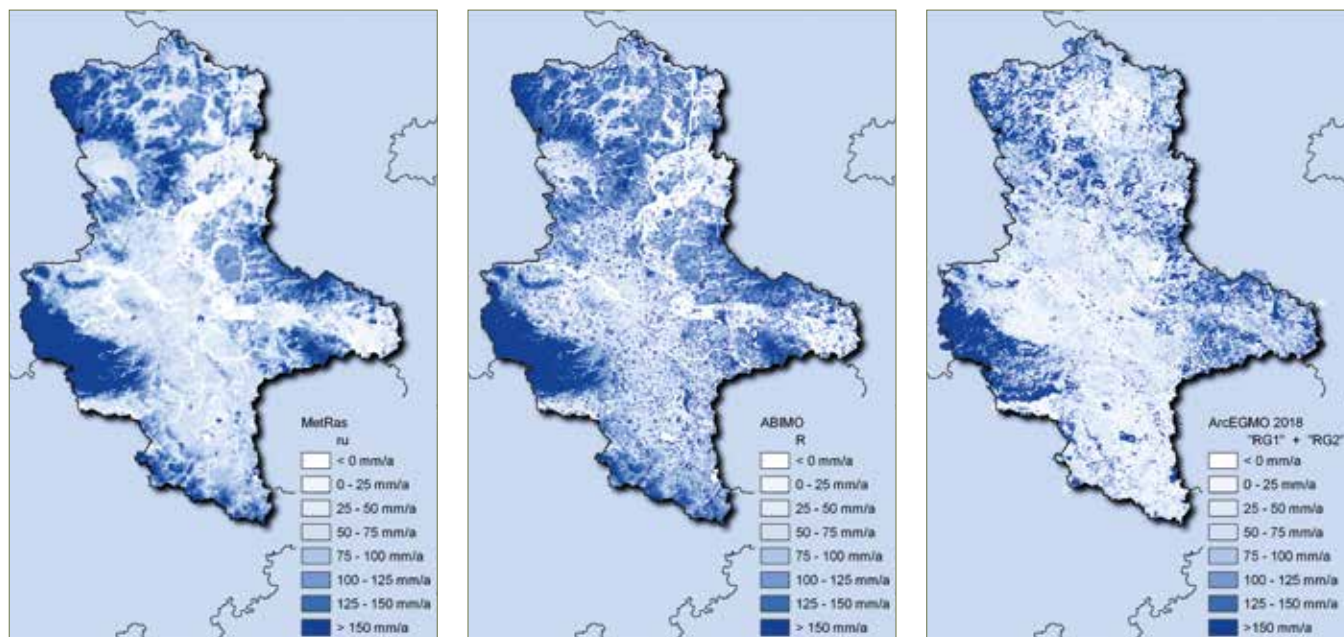 MetRas
ru
< 0 mm/a
0 - 25 mm/a
25 - 50 mm/a
50 - 75 mm/a
75 - 100 mm/a
100 - 125 mm/a
125 - 150 mm/a
> 150 mm/a
ABIMO
R
< 0 mm/a
0 - 25 mm/a
25 - 50 mm/a
50 - 75 mm/a
75 - 100 mm/a
100 - 125 mm/a
125 - 150 mm/a
> 150 mm/a
ArcEGMO 2018
"RG1" + "RG2"
< 0 mm/a
0 - 25 mm/a
25 - 50 mm/a
50 - 75 mm/a
75 - 100 mm/a
100 - 125 mm/a
125 - 150 mm/a
>150 mm/a